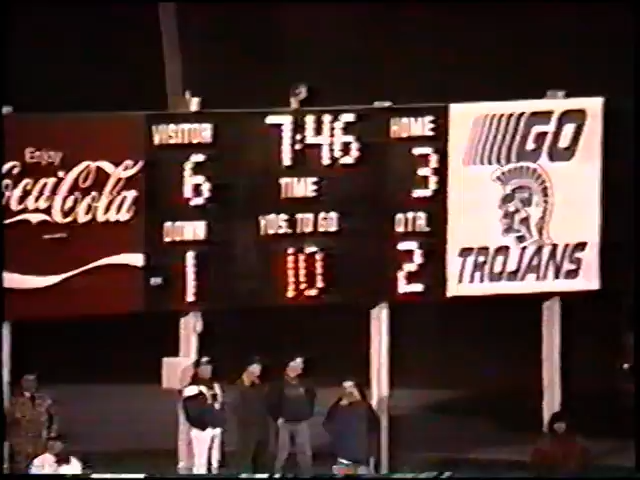 Enjoy
Coca-Cola
VISITOR 7:46 HOME
6 TIME 3
DOWN YDS. TO GO QTR.
1 10 2
GO
TROJANS